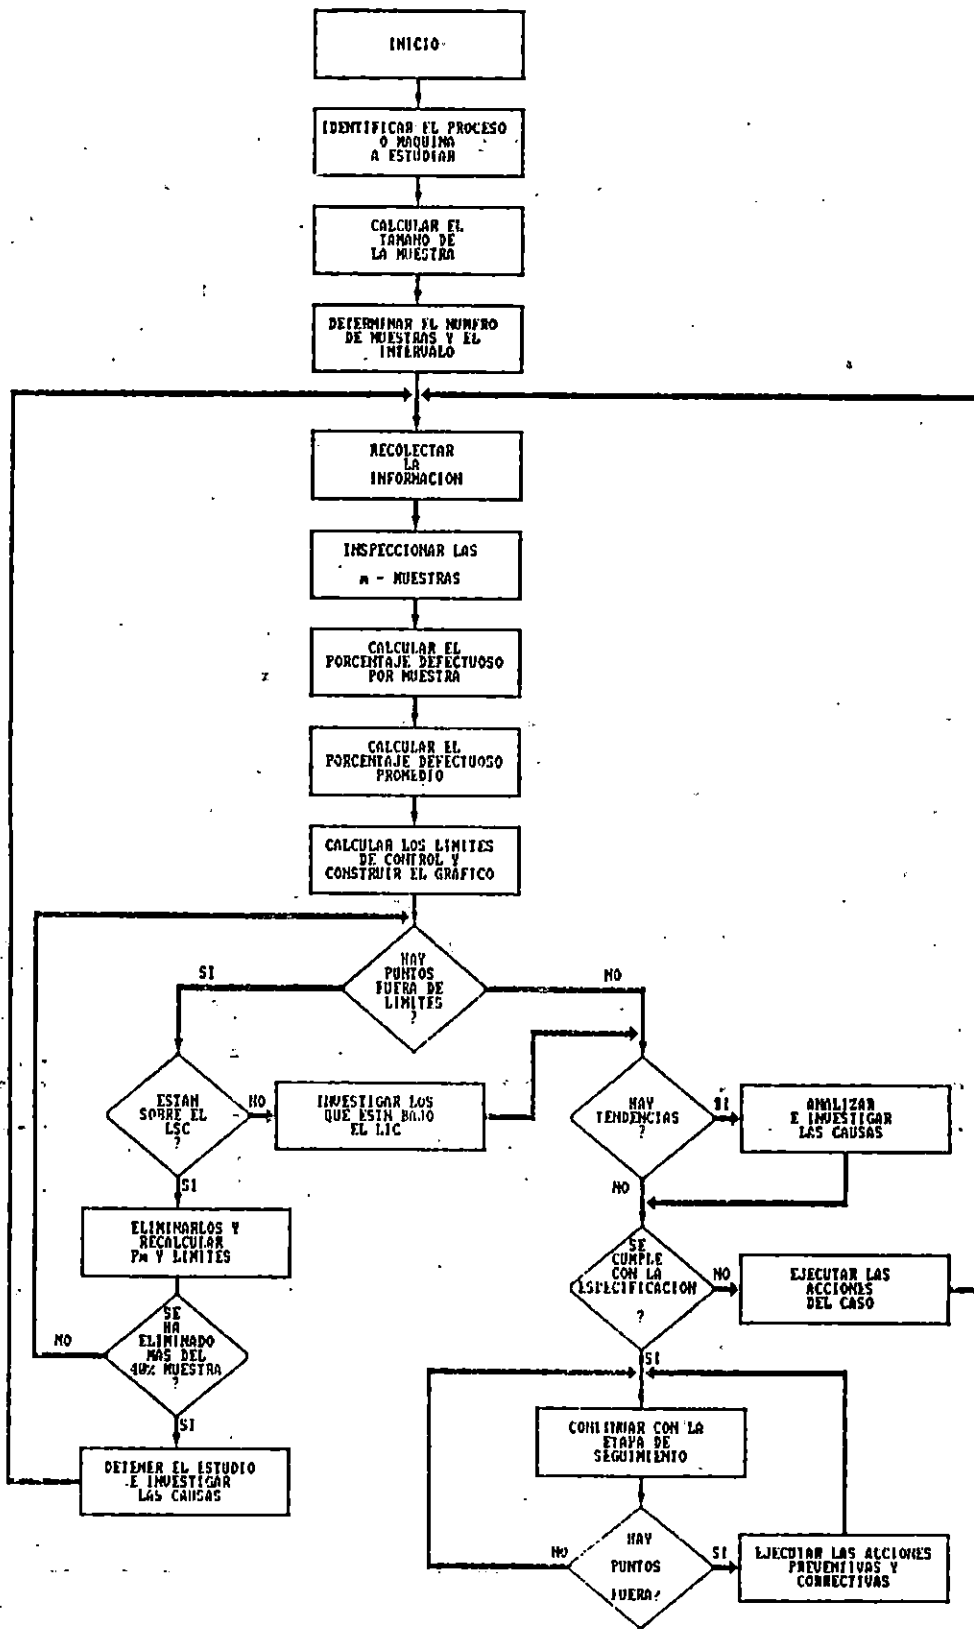 INICIO
IDENTIFICAR EL PROCESO
O MAQUINA
A ESTUDIAR
CALCULAR EL
TAMANO DE
LA MUESTRA
DETERMINAR EL NUMERO
DE MUESTRAS Y EL
INTERVALO
RECOLECTAR
LA
INFORMACION
INSPECCIONAR LAS
m - MUESTRAS
CALCULAR EL
PORCENTAJE DEFECTUOSO
POR MUESTRA
CALCULAR EL
PORCENTAJE DEFECTUOSO
PROMEDIO
CALCULAR LOS LIMITES
DE CONTROL Y
CONSTRUIR EL GRAFICO
HAY
PUNTOS
FUERA DE
LIMITES
?
SI
NO
ESTAN
SOBRE EL
LSC
?
NO
INVESTIGAR LOS
QUE ESTN BAJO
EL LIC
HAY
TENDENCIAS
?
SI
ANALIZAR
E INVESTIGAR
LAS CAUSAS
SI
NO
ELIMINARLOS Y
RECALCULAR
Pm Y LIMITES
SE
CUMPLE
CON LA
ESPECIFICACION
?
NO
EJECUTAR LAS
ACCIONES
DEL CASO
SE
HA
ELIMINADO
MAS DEL
40% MUESTRA
?
NO
SI
SI
DETENER EL ESTUDIO
E INVESTIGAR
LAS CAUSAS
CONTINUAR CON LA
ETAPA DE
SEGUIMIENTO
HAY
PUNTOS
FUERA?
NO
SI
EJECUTAR LAS ACCIONES
PREVENTIVAS Y
CORRECTIVAS